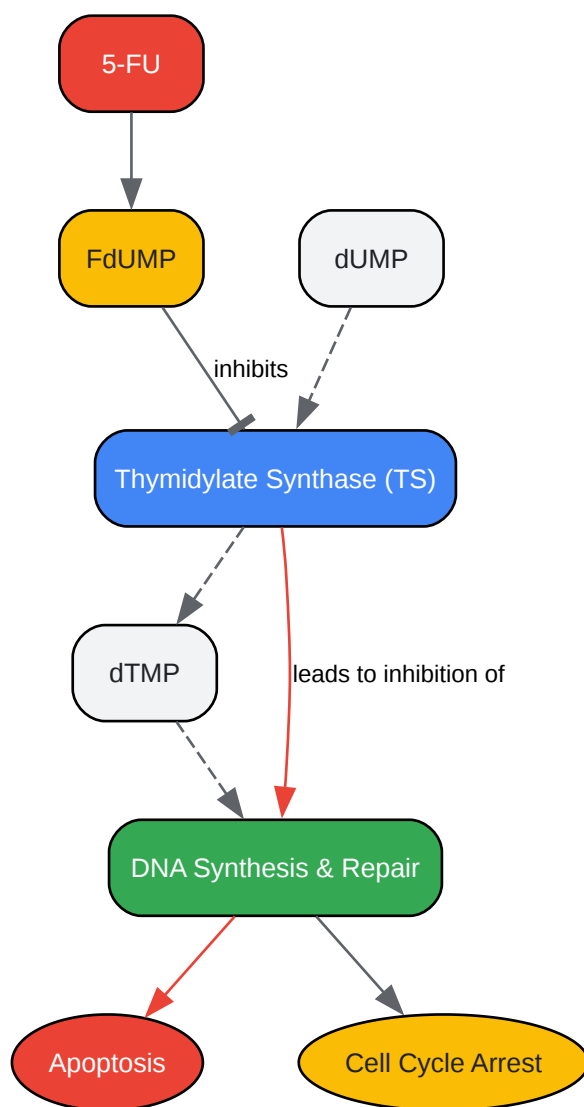 5-FU
FdUMP
dUMP
inhibits
Thymidylate Synthase (TS)
dTMP
leads to inhibition of
DNA Synthesis & Repair
Apoptosis
Cell Cycle Arrest